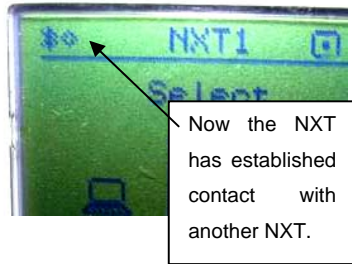 NXT1
Select
Now the NXT
has established
contact with
another NXT.